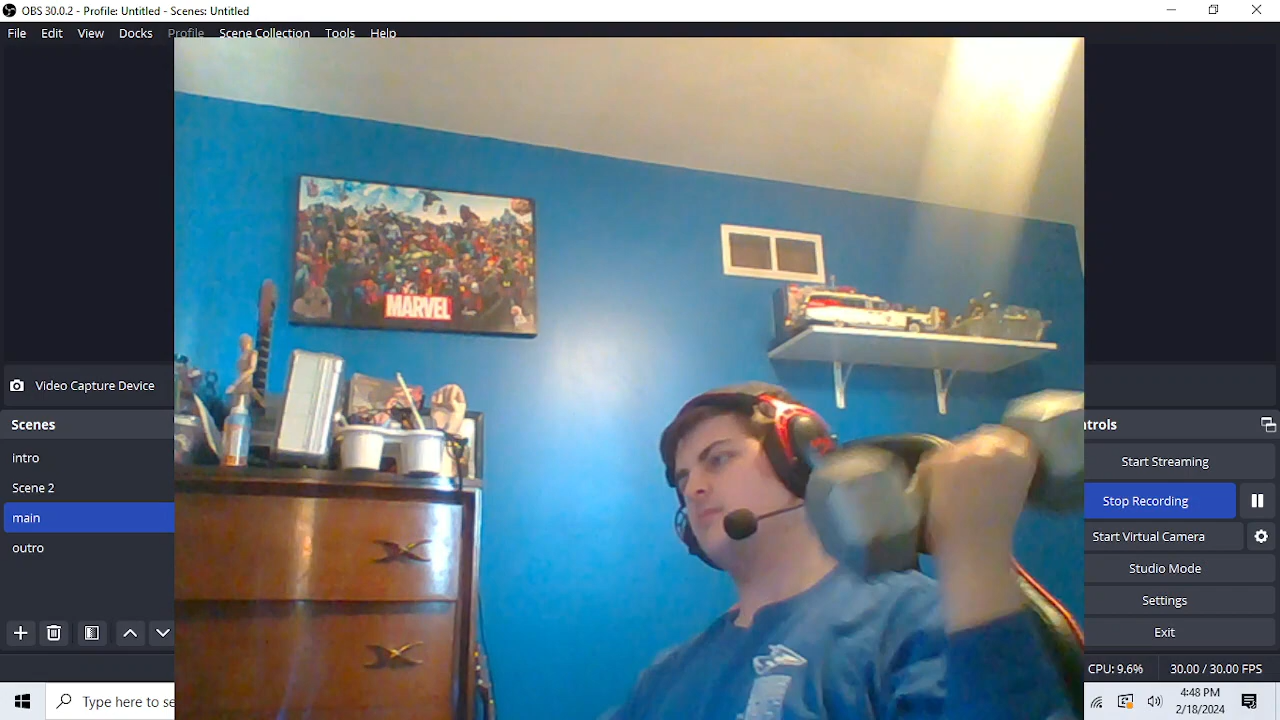 OBS 30.0.2 - Profile: Untitled - Scenes: Untitled
File Edit View Docks Profile Scene Collection Tools Help
MARVEL
Video Capture Device
Scenes
ntrols
intro
Start Streaming
Scene 2
Stop Recording
main
Start Virtual Camera
outro
Studio Mode
Settings
Exit
CPU: 9.6% 30.00 / 30.00 FPS
Type here to se
4:48 PM
2/18/2024